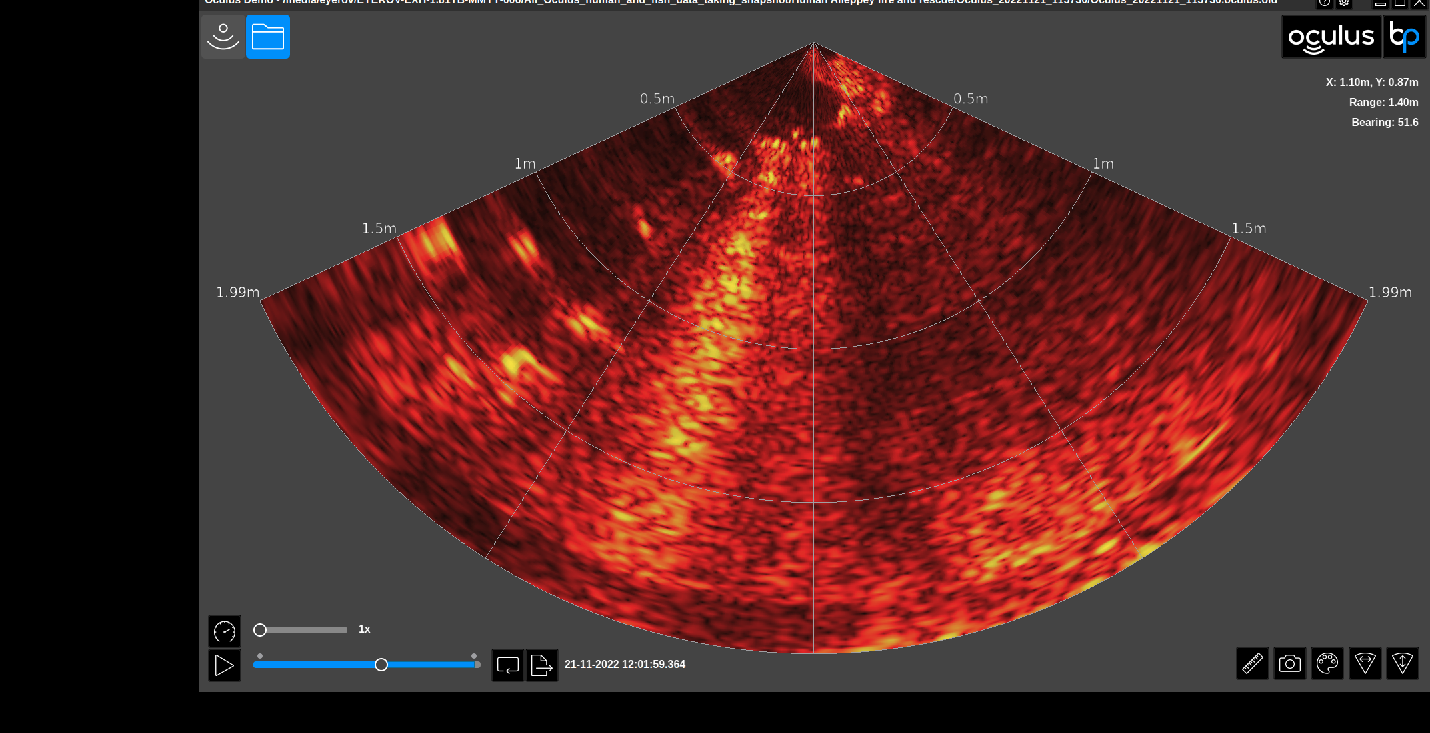 oculus bp
X: 1.10m, Y: 0.87m
Range: 1.40m
Bearing: 51.6
0.5m 0.5m
1m 1m
1.5m 1.5m
1.99m 1.99m
1x
21-11-2022 12:01:59.364